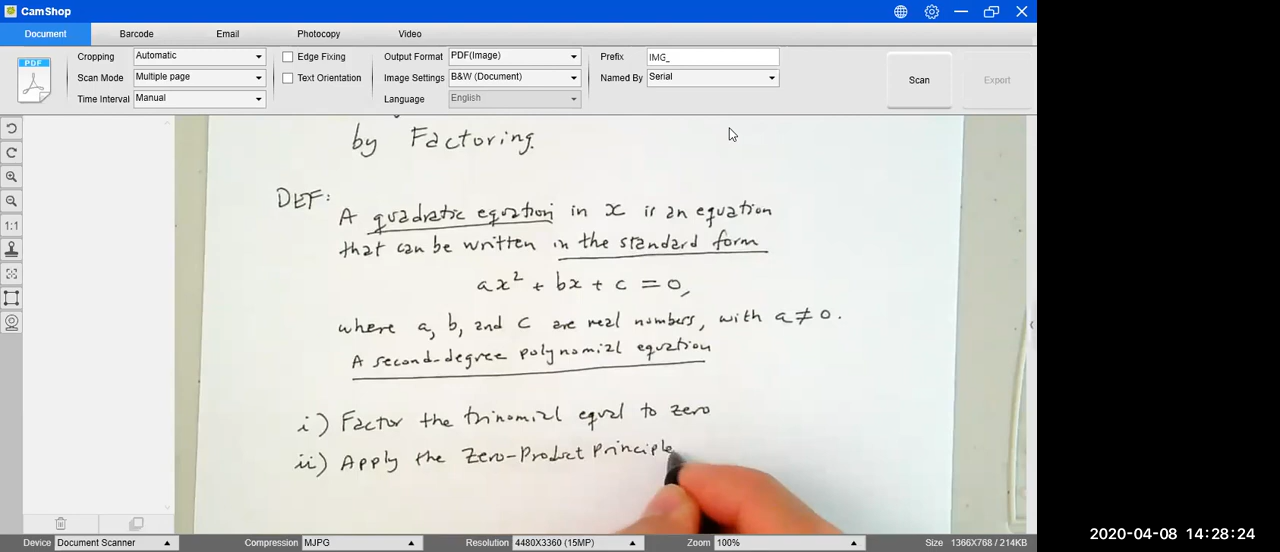 CamShop
Document Barcode Email Photocopy Video
Cropping Automatic Edge Fixing Output Format PDF(Image) Prefix IMG_
PDF Scan Mode Multiple page Text Orientation Image Settings B&W (Document) Named By Serial Scan Export
Time Interval Manual Language English
by Factoring.
DEF:
A quadratic equation in x is an equation
that can be written in the standard form
ax² + bx + c = 0,
where a, b, and c are real numbers, with a ≠ 0.
A second-degree polynomial equation
i) Factor the trinomial equal to zero
ii) Apply the Zero-Product Principle
1:1
Device Document Scanner Compression MJPG Resolution 4480X3360 (15MP) Zoom 100% Size 1366X768 / 214KB
2020-04-08 14:28:24